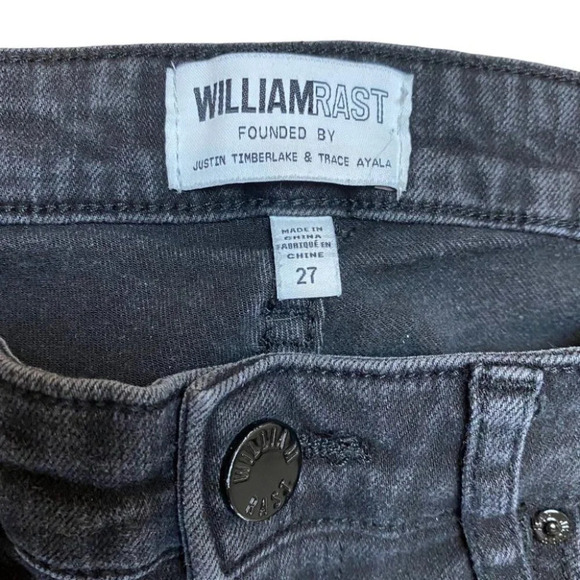 WILLIAMRAST
FOUNDED BY
JUSTIN TIMBERLAKE & TRACE AYALA
MADE IN
CHINA
FABRIQUÉ EN
CHINE
27
WILLIAM
RAST